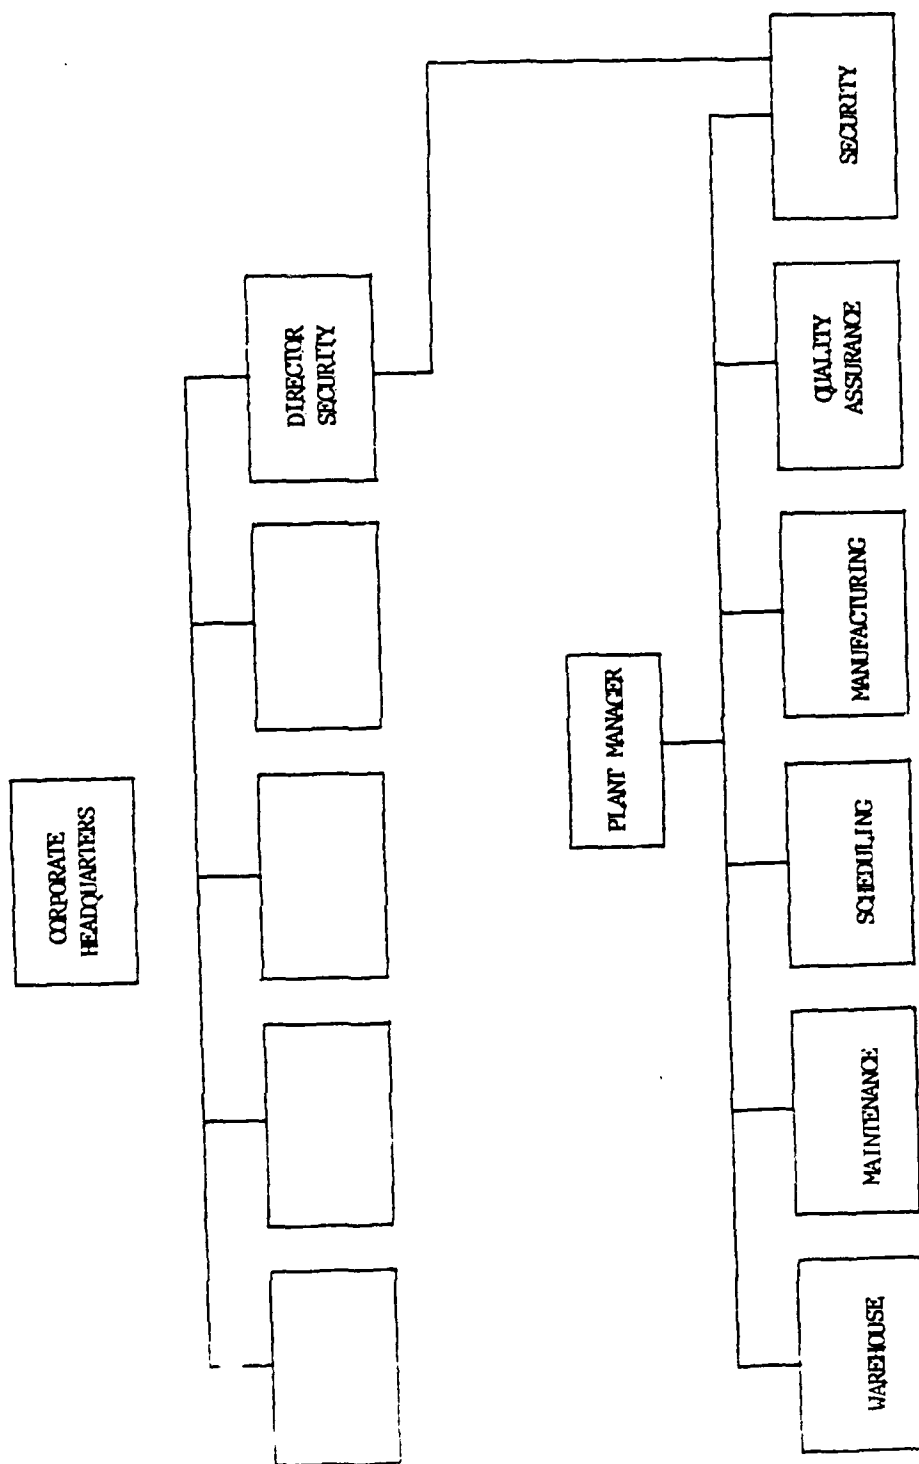 CORPORATE
HEADQUARTERS
DIRECTOR
SECURITY
PLANT MANAGER
WAREHOUSE
MAINTENANCE
SCHEDULING
MANUFACTURING
QUALITY
ASSURANCE
SECURITY